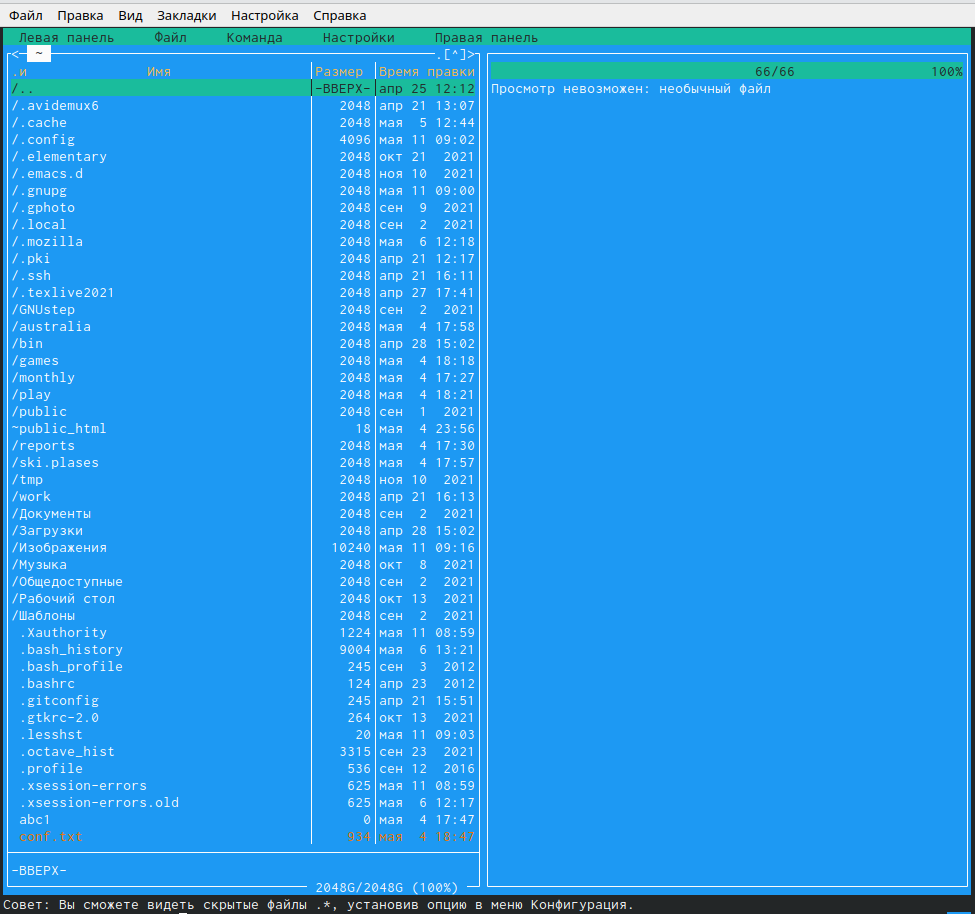 Файл Правка Вид Закладки Настройка Справка
Левая панель Файл Команда Настройки Правая панель
<- ~ .[^]>
.и Имя Размер Время правки 66/66 100%
/.. -ВВЕРХ- апр 25 12:12 Просмотр невозможен: необычный файл
/.avidemux6 2048 апр 21 13:07
/.cache 2048 мая 5 12:44
/.config 4096 мая 11 09:02
/.elementary 2048 окт 21 2021
/.emacs.d 2048 ноя 10 2021
/.gnupg 2048 мая 11 09:00
/.gphoto 2048 сен 9 2021
/.local 2048 сен 2 2021
/.mozilla 2048 мая 6 12:18
/.pki 2048 апр 21 12:17
/.ssh 2048 апр 21 16:11
/.texlive2021 2048 апр 27 17:41
/GNUstep 2048 сен 2 2021
/australia 2048 мая 4 17:58
/bin 2048 апр 28 15:02
/games 2048 мая 4 18:18
/monthly 2048 мая 4 17:27
/play 2048 мая 4 18:21
/public 2048 сен 1 2021
~public_html 18 мая 4 23:56
/reports 2048 мая 4 17:30
/ski.plases 2048 мая 4 17:57
/tmp 2048 ноя 10 2021
/work 2048 апр 21 16:13
/Документы 2048 сен 2 2021
/Загрузки 2048 апр 28 15:02
/Изображения 10240 мая 11 09:16
/Музыка 2048 окт 8 2021
/Общедоступные 2048 сен 2 2021
/Рабочий стол 2048 окт 13 2021
/Шаблоны 2048 сен 2 2021
.Xauthority 1224 мая 11 08:59
.bash_history 9004 мая 6 13:21
.bash_profile 245 сен 3 2012
.bashrc 124 апр 23 2012
.gitconfig 245 апр 21 15:51
.gtkrc-2.0 264 окт 13 2021
.lesshst 20 мая 11 09:03
.octave_hist 3315 сен 23 2021
.profile 536 сен 12 2016
.xsession-errors 625 мая 11 08:59
.xsession-errors.old 625 мая 6 12:17
abc1 0 мая 4 17:47
conf.txt 934 мая 4 18:47
-ВВЕРХ-
2048G/2048G (100%)
Совет: Вы сможете видеть скрытые файлы .*, установив опцию в меню Конфигурация.